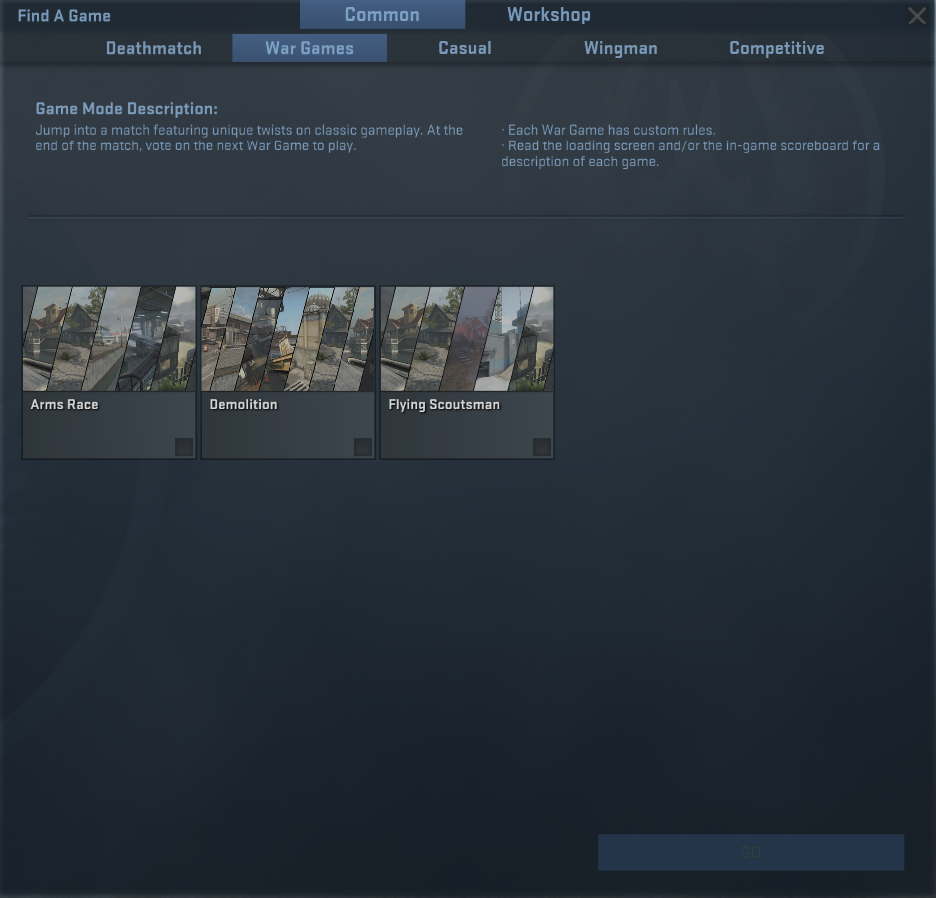 Find A Game
Common
Workshop
Deathmatch
War Games
Casual
Wingman
Competitive
Game Mode Description:
Jump into a match featuring unique twists on classic gameplay. At the
end of the match, vote on the next War Game to play.
· Each War Game has custom rules.
· Read the loading screen and/or the in-game scoreboard for a
description of each game.
Arms Race
Demolition
Flying Scoutsman
GO